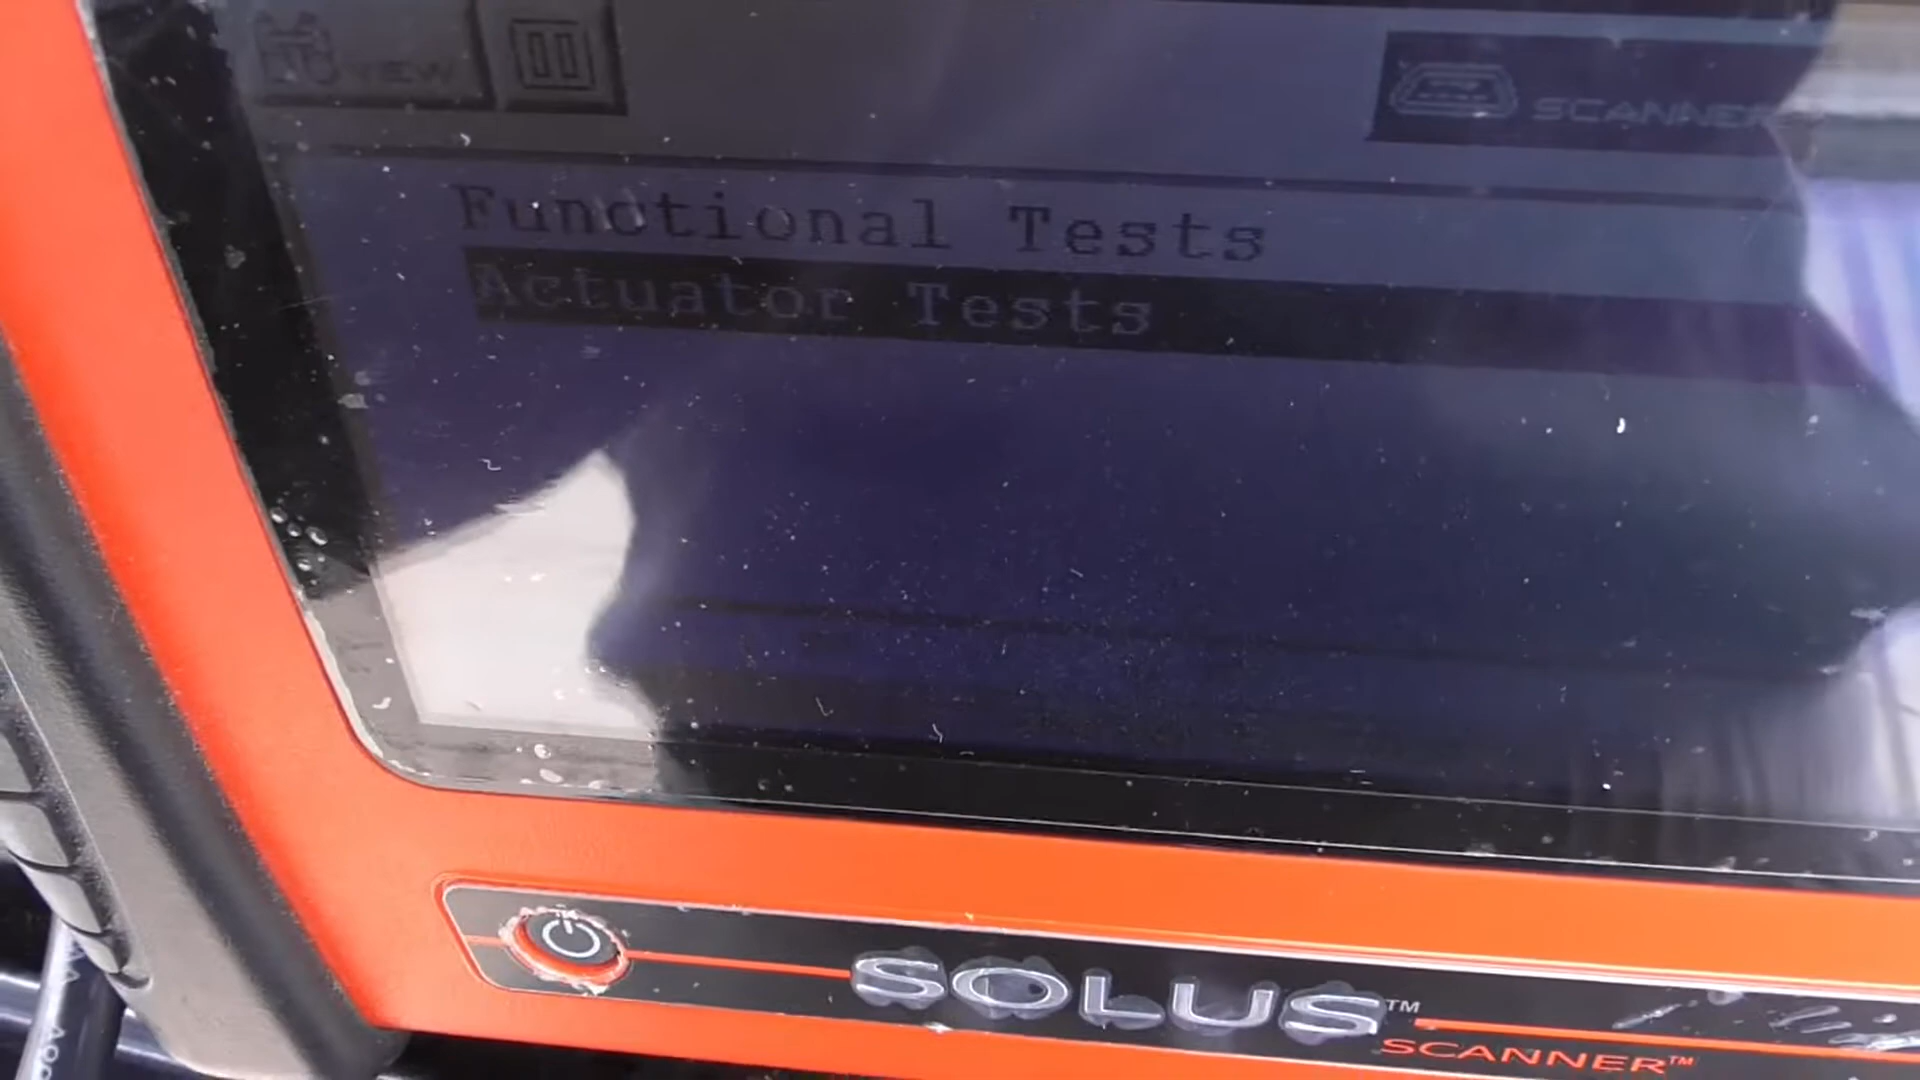 VIEW
SCANNER
Functional Tests
Actuator Tests
SOLUS™
SCANNER™